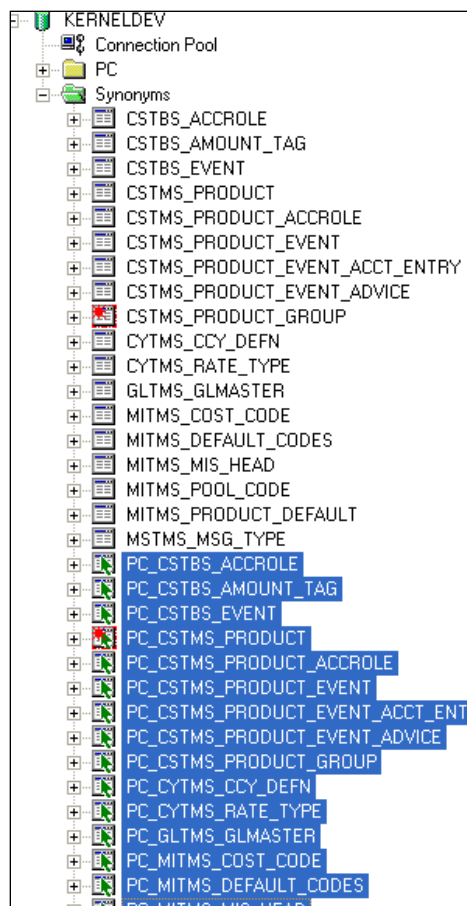 KERNELDEV
Connection Pool
PC
Synonyms
CSTBS_ACCROLE
CSTBS_AMOUNT_TAG
CSTBS_EVENT
CSTMS_PRODUCT
CSTMS_PRODUCT_ACCROLE
CSTMS_PRODUCT_EVENT
CSTMS_PRODUCT_EVENT_ACCT_ENTRY
CSTMS_PRODUCT_EVENT_ADVICE
CSTMS_PRODUCT_GROUP
CYTMS_CCY_DEFN
CYTMS_RATE_TYPE
GLTMS_GLMASTER
MITMS_COST_CODE
MITMS_DEFAULT_CODES
MITMS_MIS_HEAD
MITMS_POOL_CODE
MITMS_PRODUCT_DEFAULT
MSTMS_MSG_TYPE
PC_CSTBS_ACCROLE
PC_CSTBS_AMOUNT_TAG
PC_CSTBS_EVENT
PC_CSTMS_PRODUCT
PC_CSTMS_PRODUCT_ACCROLE
PC_CSTMS_PRODUCT_EVENT
PC_CSTMS_PRODUCT_EVENT_ACCT_ENT
PC_CSTMS_PRODUCT_EVENT_ADVICE
PC_CSTMS_PRODUCT_GROUP
PC_CYTMS_CCY_DEFN
PC_CYTMS_RATE_TYPE
PC_GLTMS_GLMASTER
PC_MITMS_COST_CODE
PC_MITMS_DEFAULT_CODES
PC_MITMS_MIS_HEAD